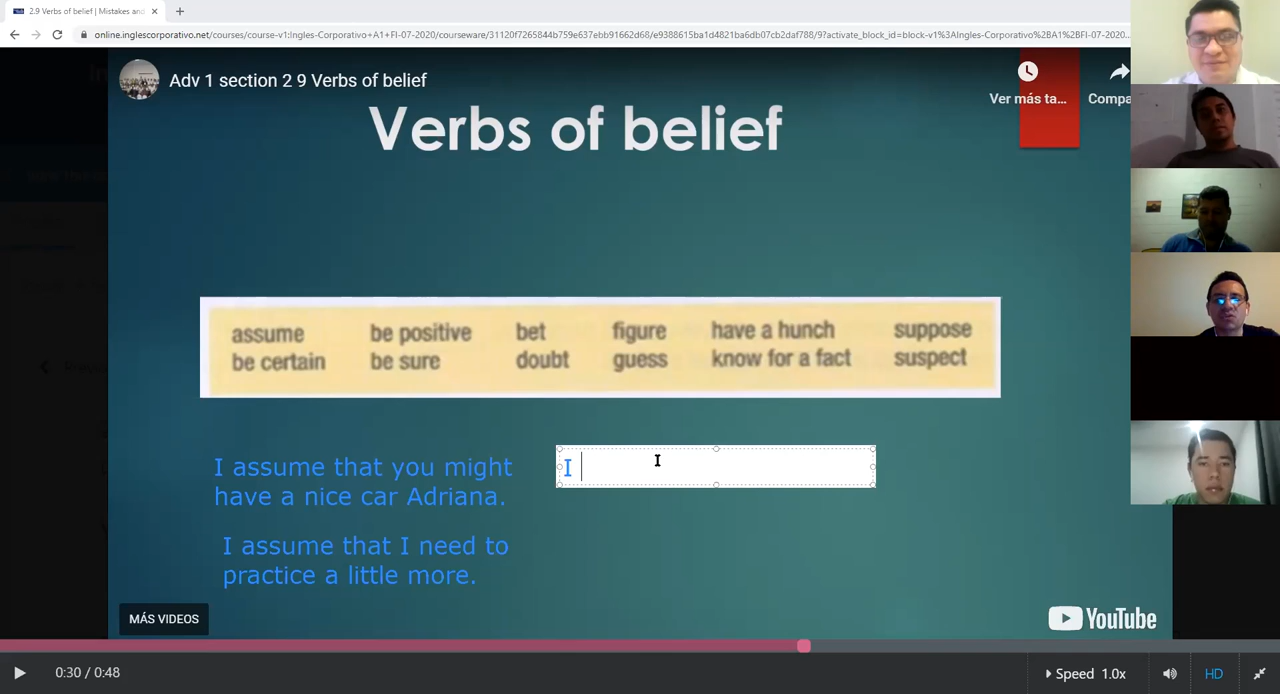 2.9 Verbs of belief | Mistakes and
online.inglescorporativo.net/courses/course-v1:Ingles-Corporativo+A1+FI-07-2020/courseware/31120f7265844b759e637ebb91662d68/e9388615ba1d4821ba6db07cb2daf788/9?activate_block_id=block-v1%3AIngles-Corporativo%2BA1%2BFI-07-2020...
Adv 1 section 2 9 Verbs of belief
Ver más ta...
Compa
Verbs of belief
assume be positive bet figure have a hunch suppose
be certain be sure doubt guess know for a fact suspect
I assume that you might
have a nice car Adriana.
I
I assume that I need to
practice a little more.
MÁS VIDEOS
YouTube
0:30 / 0:48
Speed 1.0x
HD